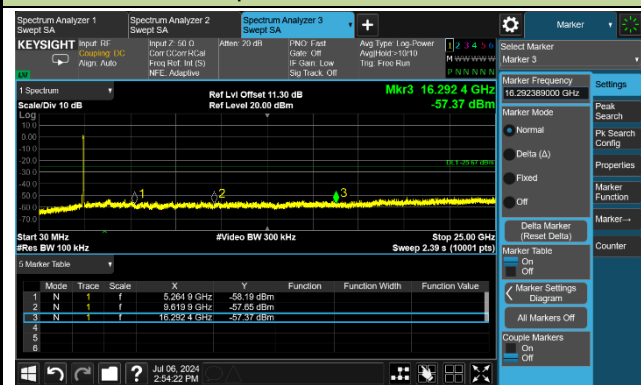 Spectrum Analyzer 1
Swept SA
Spectrum Analyzer 2
Swept SA
Spectrum Analyzer 3
Swept SA
Marker
KEYSIGHT
Input: RF
Coupling: DC
Align: Auto
Input Z: 50 Ω
Corr CCorr RCal
Freq Ref: Int (S)
NFE: Adaptive
Atten: 20 dB
PNO: Fast
Gate: Off
IF Gain: Low
Sig Track: Off
Avg Type: Log-Power
Avg|Hold:>10/10
Trig: Free Run
1 2 3 4 5 6
M W W W W W
P N N N N N
LV
Select Marker
Marker 3
1 Spectrum
Scale/Div 10 dB
Ref Lvl Offset 11.30 dB
Ref Level 20.00 dBm
Mkr3 16.292 4 GHz
-57.37 dBm
Log
10.0
0.00
-10.0
-20.0
-30.0
-40.0
-50.0
-60.0
-70.0
1
2
3
Start 30 MHz
#Res BW 100 kHz
#Video BW 300 kHz
Stop 25.00 GHz
Sweep 2.39 s (10001 pts)
5 Marker Table
Mode Trace Scale X Y Function Function Width Function Value
1 N 1 f 5.264 9 GHz -58.19 dBm
2 N 1 f 9.619 9 GHz -57.65 dBm
3 N 1 f 16.292 4 GHz -57.37 dBm
4
5
6
Marker Frequency
16.292389000 GHz
Marker Mode
Normal
Delta (Δ)
Fixed
Off
Delta Marker
(Reset Delta)
Marker Table
On
Off
Marker Settings
Diagram
All Markers Off
Couple Markers
On
Off
Settings
Peak
Search
Pk Search
Config
Properties
Marker
Function
Marker→
Counter
?
Jul 06, 2024
2:54:22 PM